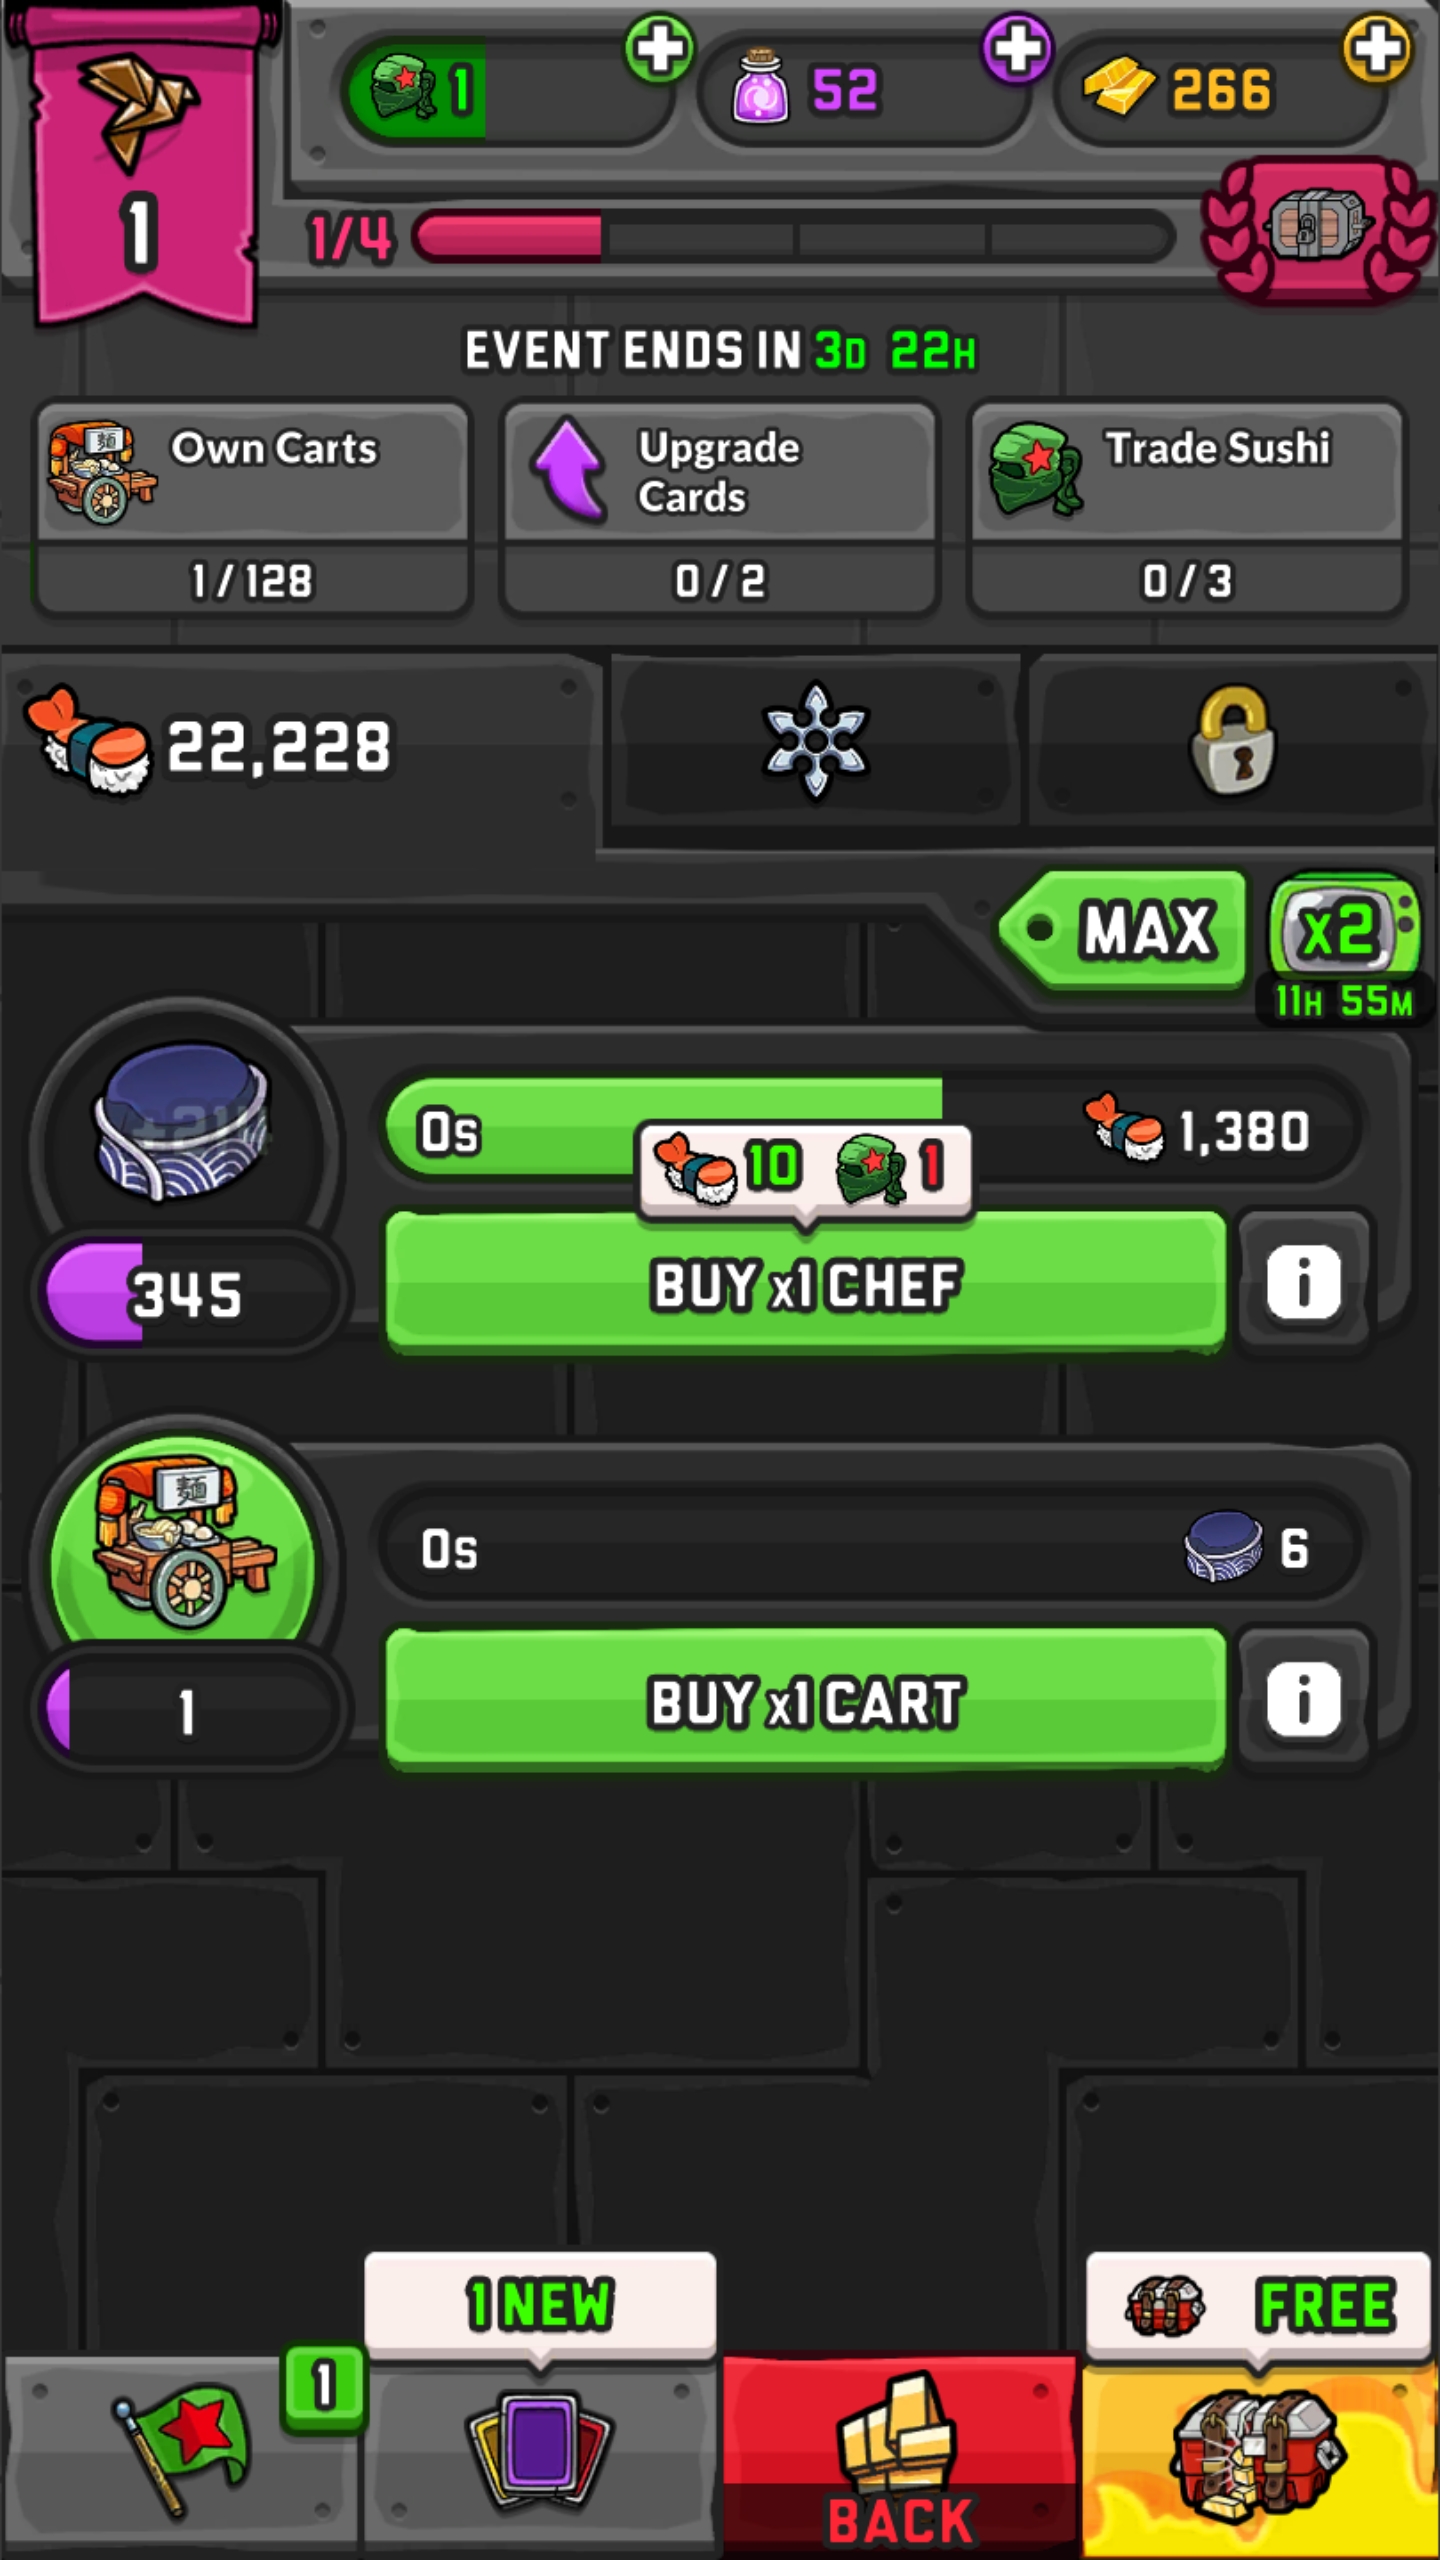 1 52 266
1
1/4
EVENT ENDS IN 3D 22H
Own Carts
1/128
Upgrade
Cards
0/2
Trade Sushi
0/3
22,228
MAX
x2
11H 55M
0s
1,380
10 1
345
BUY x1 CHEF
i
麺
0s
6
1
BUY x1 CART
i
1 NEW
FREE
1
BACK